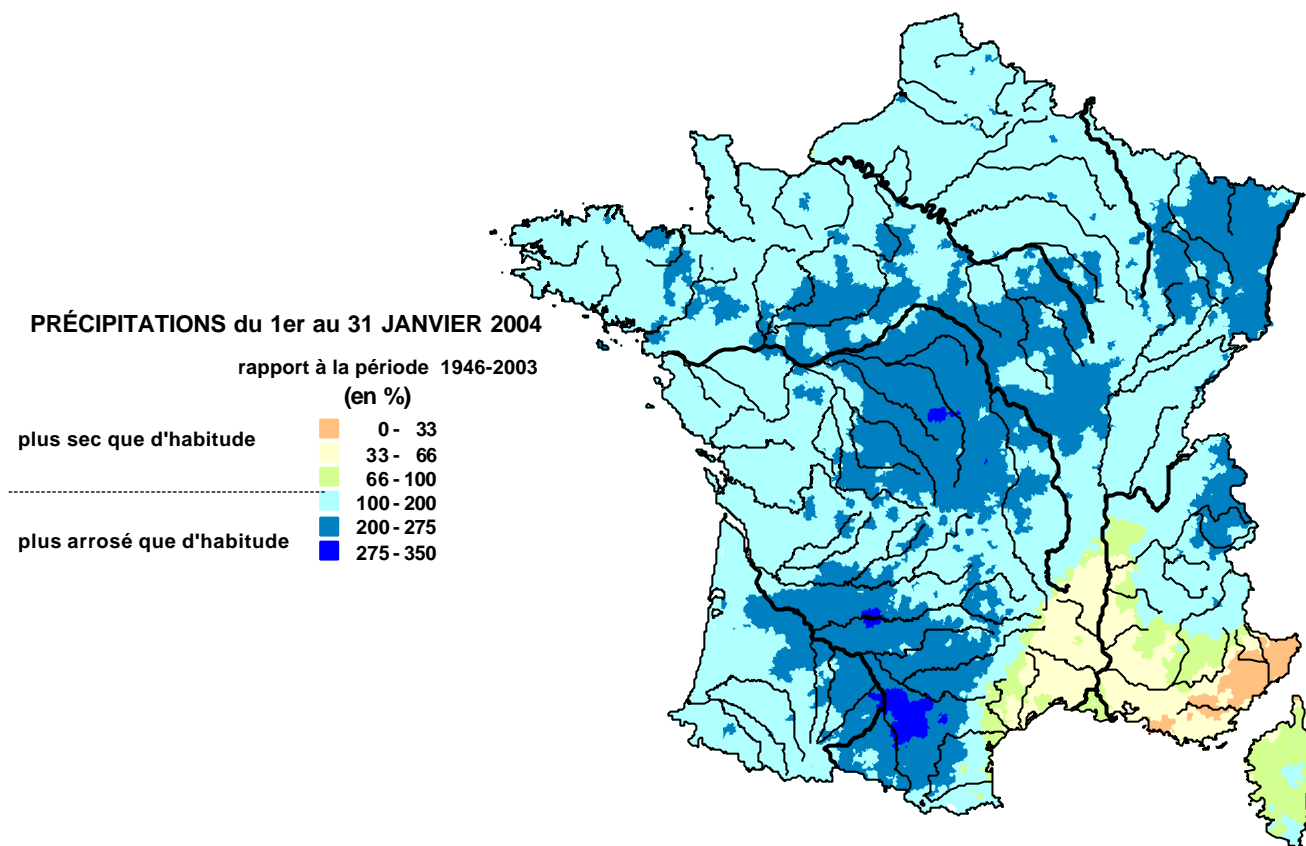 PRÉCIPITATIONS du 1er au 31 JANVIER 2004
rapport à la période 1946-2003
(en %)
plus sec que d'habitude
0 - 33
33 - 66
66 - 100
100 - 200
plus arrosé que d'habitude
200 - 275
275 - 350